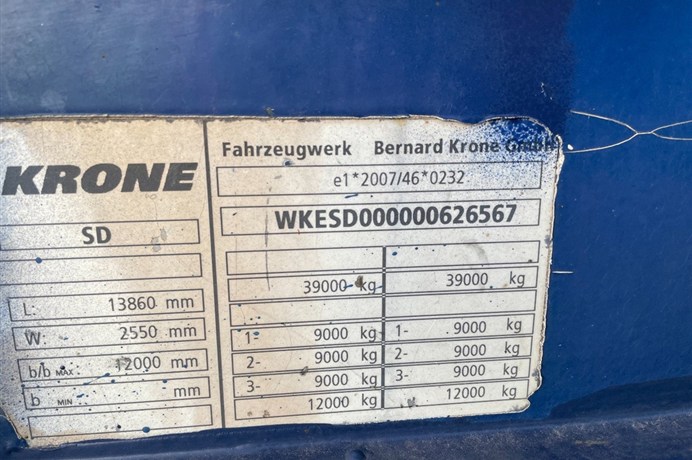 KRONE
SD
L: 13860 mm
W: 2550 mm
b/b MAX 12000 mm
b MIN mm
Fahrzeugwerk Bernard Krone GmbH
e1*2007/46*0232
WKESD000000626567
39000 kg 39000 kg
1- 9000 kg 1- 9000 kg
2- 9000 kg 2- 9000 kg
3- 9000 kg 3- 9000 kg
12000 kg 12000 kg